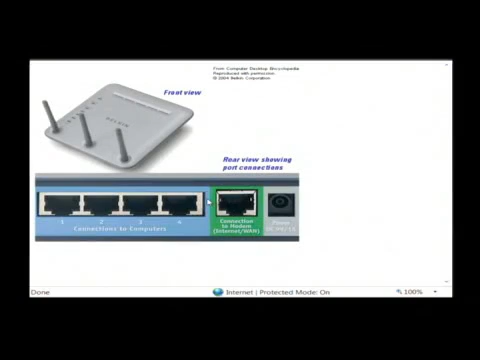 From Computer Desktop Encyclopedia
Reproduced with permission.
© 2004 Belkin Corporation
Front view
BELKIN
Rear view showing
port connections
1 2 3 4
Connections to Computers
Connection
to Modem
(Internet/WAN)
Power
Done
Internet | Protected Mode: On
100%